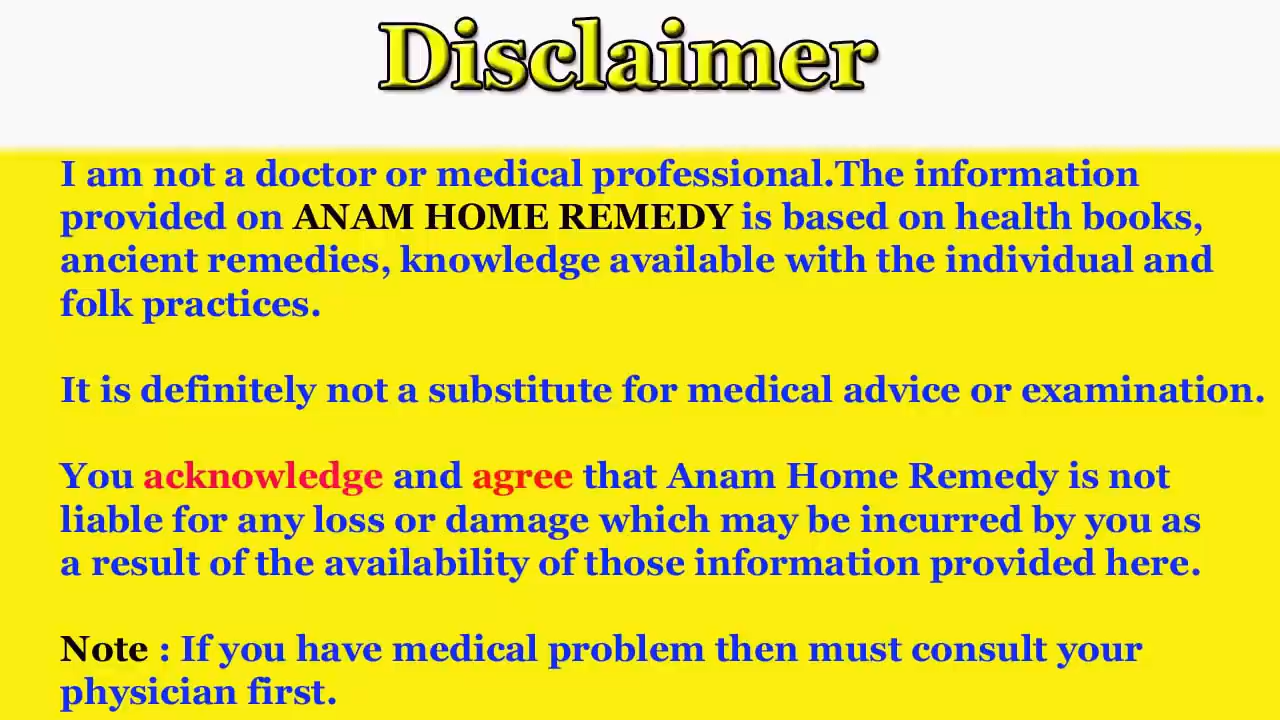 Disclaimer
I am not a doctor or medical professional.The information
provided on ANAM HOME REMEDY is based on health books,
ancient remedies, knowledge available with the individual and
folk practices.
It is definitely not a substitute for medical advice or examination.
You acknowledge and agree that Anam Home Remedy is not
liable for any loss or damage which may be incurred by you as
a result of the availability of those information provided here.
Note : If you have medical problem then must consult your
physician first.